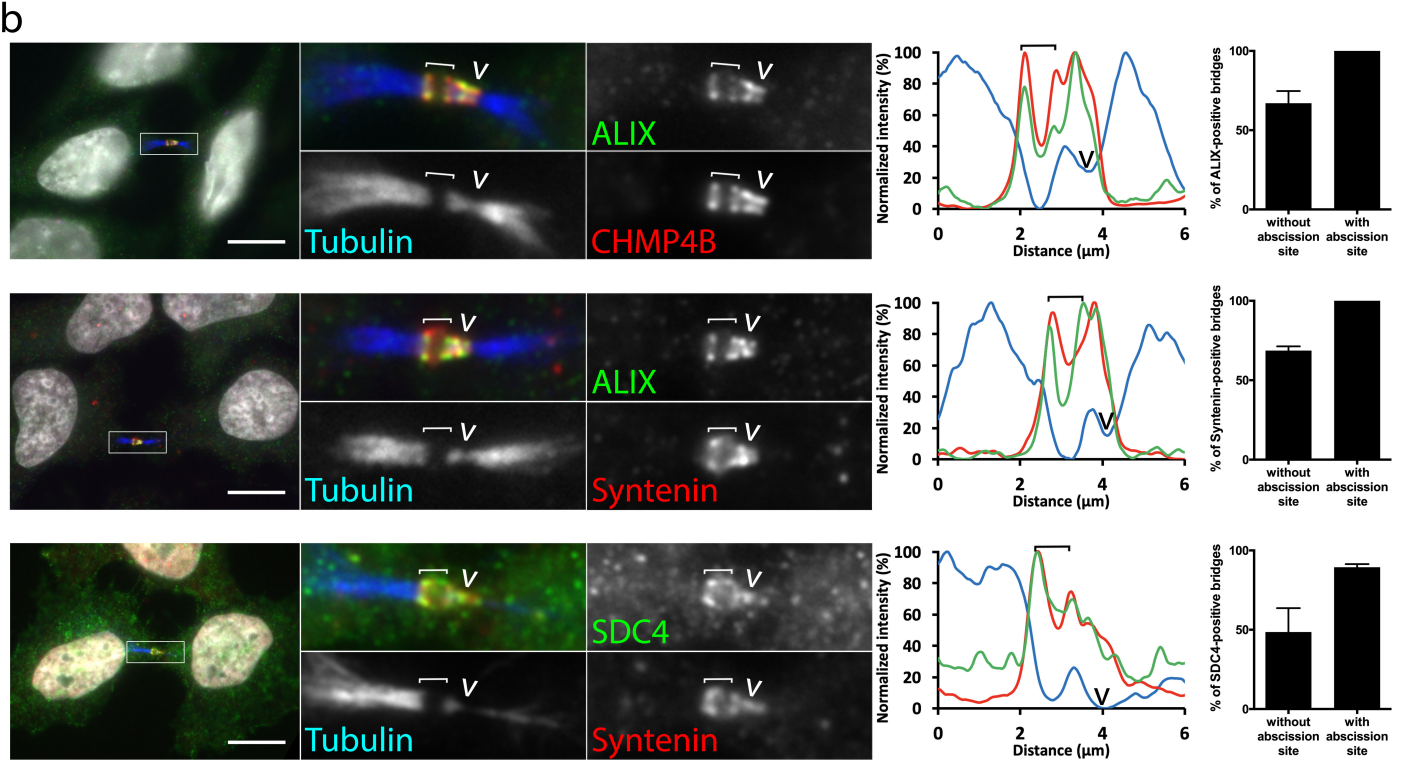 b
V
V
ALIX
V
V
Tubulin
CHMP4B
Normalized intensity (%)
100
80
60
40
20
0
V
0 2 4 6
Distance (μm)
% of ALIX-positive bridges
100
50
0
without
abscission
site
with
abscission
site
V
V
ALIX
V
V
Tubulin
Syntenin
Normalized intensity (%)
100
80
60
40
20
0
V
0 2 4 6
Distance (μm)
% of Syntenin-positive bridges
100
50
0
without
abscission
site
with
abscission
site
V
V
SDC4
V
V
Tubulin
Syntenin
Normalized intensity (%)
100
80
60
40
20
0
V
0 2 4 6
Distance (μm)
% of SDC4-positive bridges
100
50
0
without
abscission
site
with
abscission
site